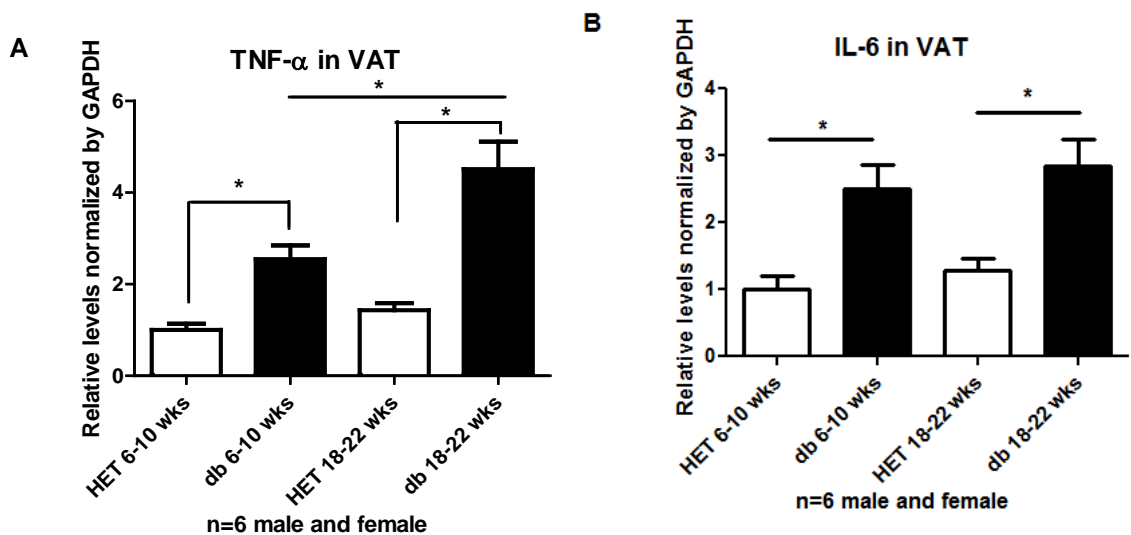 A
TNF-α in VAT
Relative levels normalized by GAPDH
6
4
2
0
*
*
*
HET 6-10 wks
db 6-10 wks
HET 18-22 wks
db 18-22 wks
n=6 male and female
B
IL-6 in VAT
Relative levels normalized by GAPDH
4
3
2
1
0
*
*
HET 6-10 wks
db 6-10 wks
HET 18-22 wks
db 18-22 wks
n=6 male and female